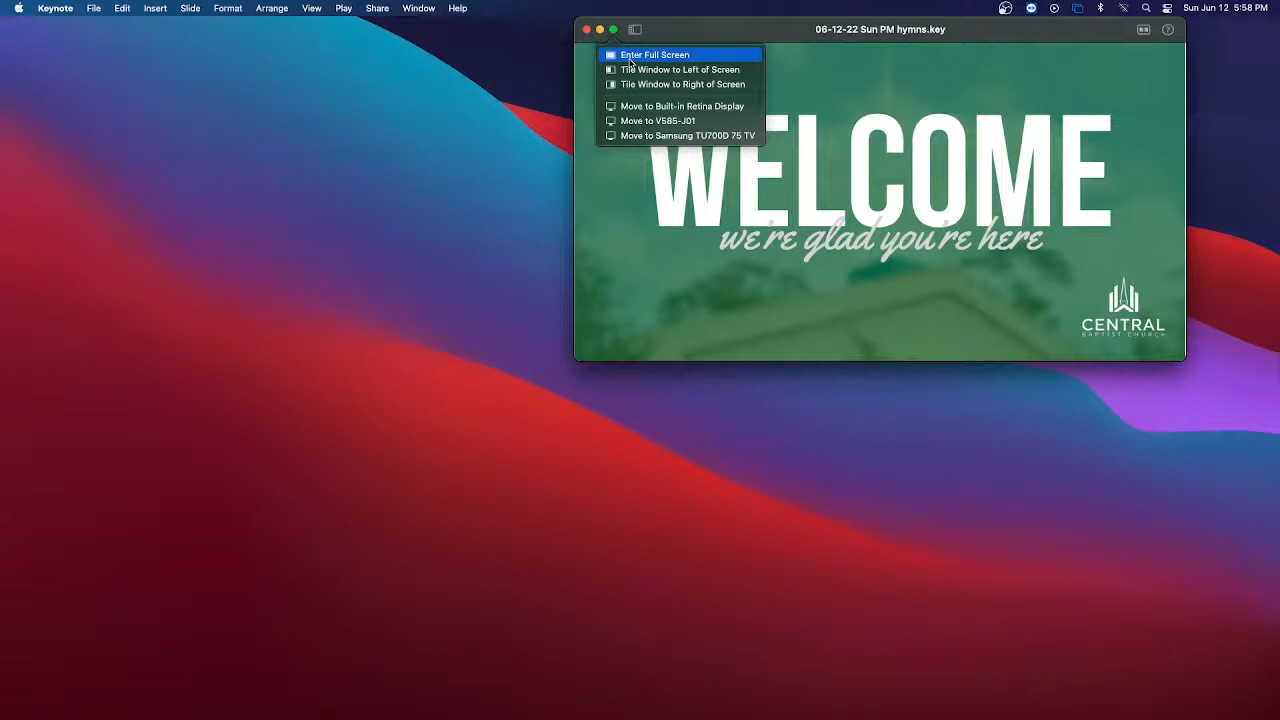 Keynote File Edit Insert Slide Format Arrange View Play Share Window Help Sun Jun 12 5:58 PM
06-12-22 Sun PM hymns.key
Enter Full Screen
Tile Window to Left of Screen
Tile Window to Right of Screen
Move to Built-in Retina Display
Move to V585-J01
Move to Samsung TU700D 75 TV
WELCOME
we're glad you're here
CENTRAL
BAPTIST CHURCH